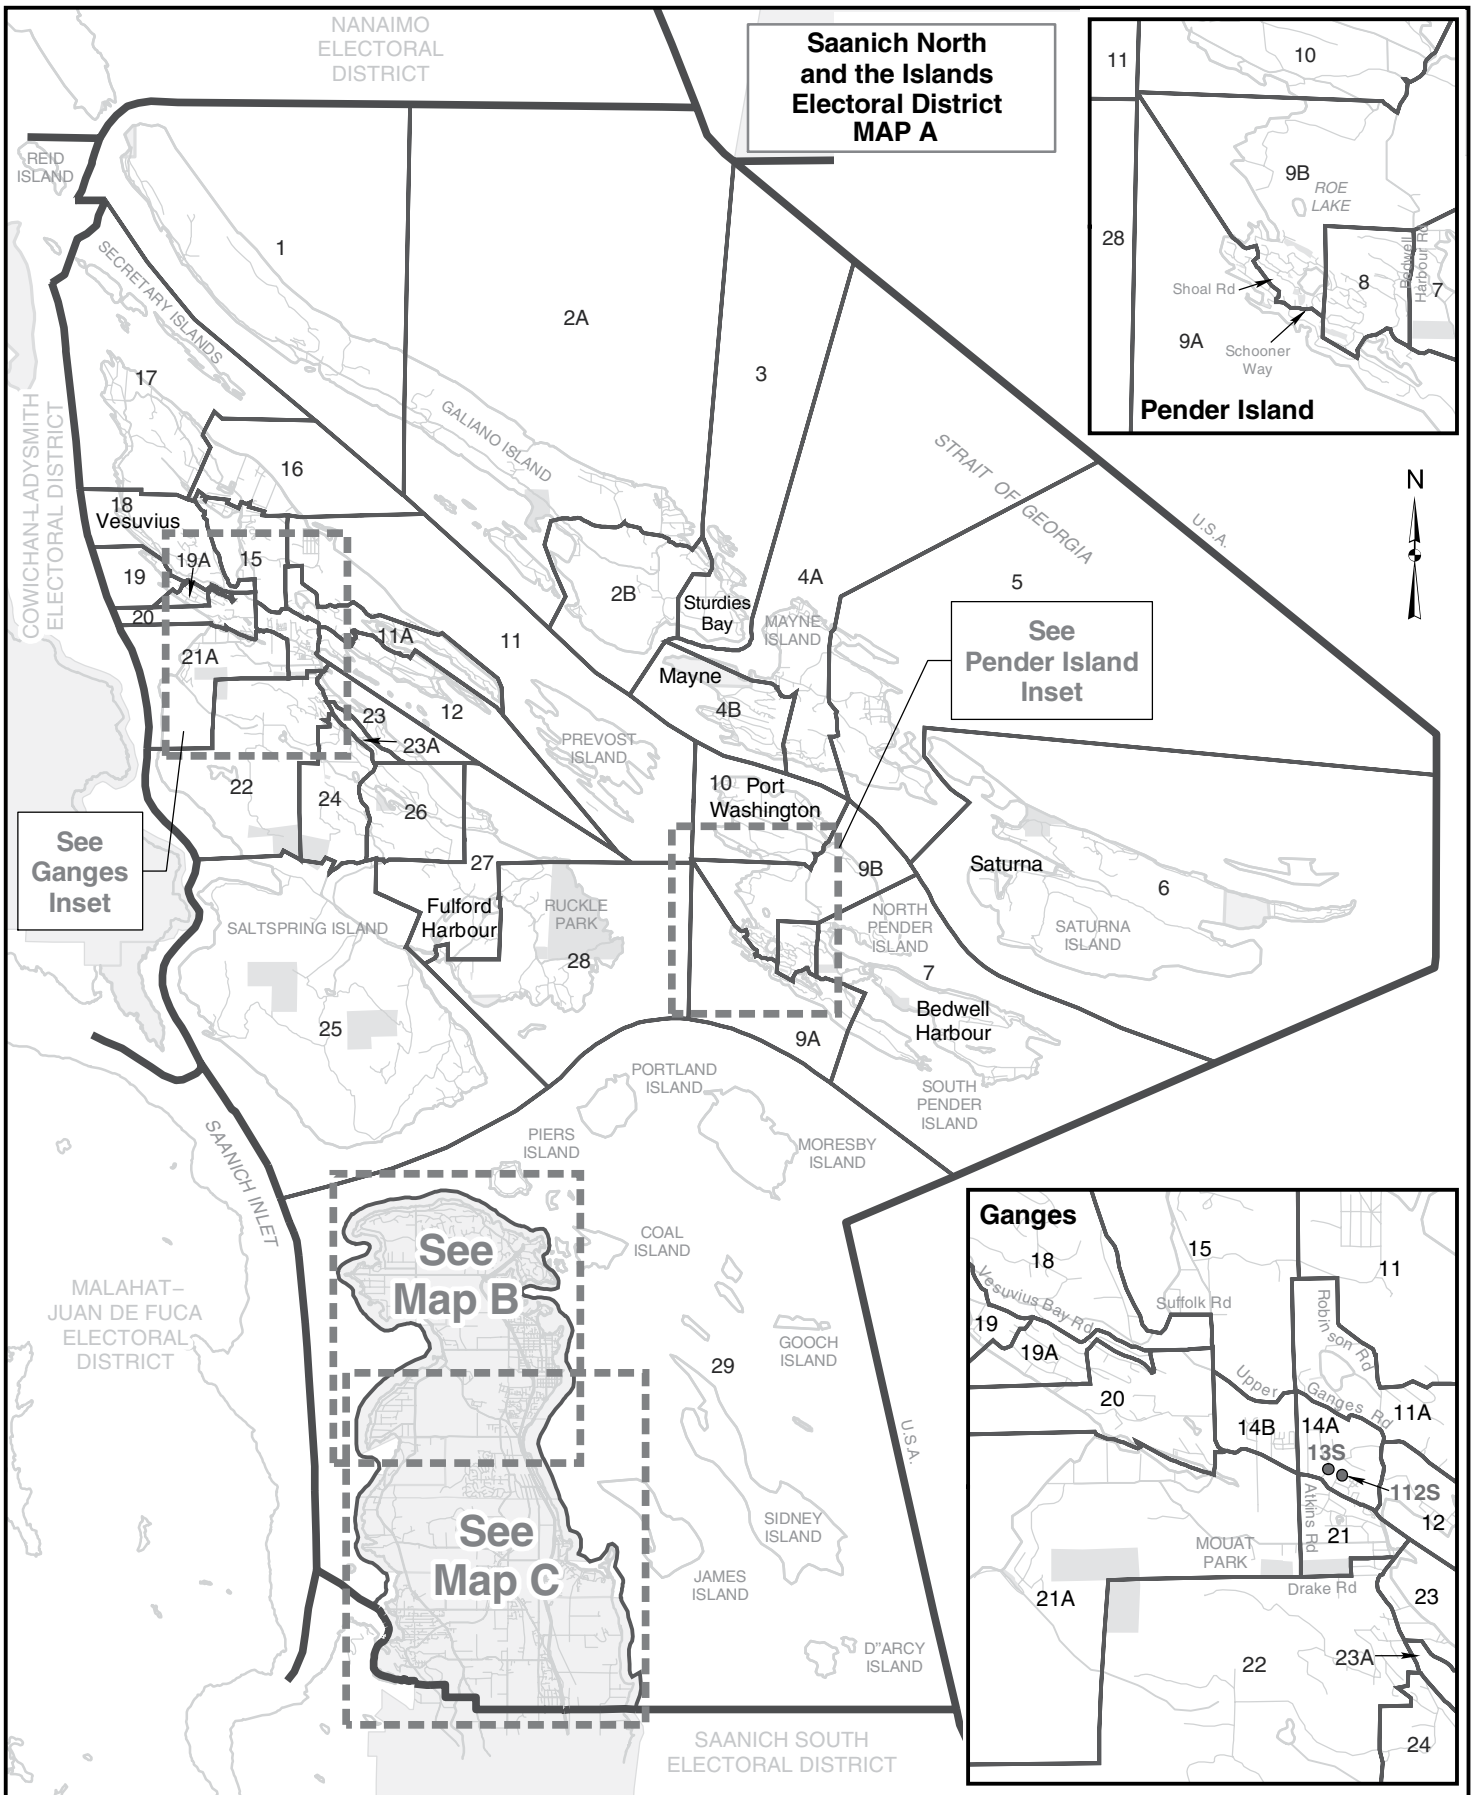 NANAIMO
ELECTORAL
DISTRICT
Saanich North
and the Islands
Electoral District
MAP A
REID
ISLAND
1
2A
3
SECRETARY ISLANDS
17
GALIANO ISLAND
16
COWICHAN-LADYSMITH
ELECTORAL DISTRICT
18
Vesuvius
19A
15
19
20
21A
11A
11
12
2B
Sturdies
Bay
4A
MAYNE
ISLAND
STRAIT OF GEORGIA
U.S.A.
5
N
Mayne
4B
See
Pender Island
Inset
23
23A
PREVOST
ISLAND
22
24
26
10
Port
Washington
See
Ganges
Inset
27
9B
Saturna
6
Fulford
Harbour
RUCKLE
PARK
SALTSPRING ISLAND
NORTH
PENDER
ISLAND
SATURNA
ISLAND
28
7
25
Bedwell
Harbour
9A
PORTLAND
ISLAND
SOUTH
PENDER
ISLAND
SAANICH INLET
PIERS
ISLAND
MORESBY
ISLAND
See
Map B
COAL
ISLAND
MALAHAT–
JUAN DE FUCA
ELECTORAL
DISTRICT
GOOCH
ISLAND
29
U.S.A.
See
Map C
SIDNEY
ISLAND
JAMES
ISLAND
D"ARCY
ISLAND
SAANICH SOUTH
ELECTORAL DISTRICT
11
10
9B
ROE
LAKE
28
Shoal Rd
8
Bedwell
Harbour Rd
7
9A
Schooner
Way
Pender Island
Ganges
18
15
11
Vesuvius Bay Rd
Suffolk Rd
Robinson Rd
19
19A
20
Upper Ganges Rd
14B
14A
11A
13S
112S
12
Atkins Rd
21
MOUAT
PARK
Drake Rd
21A
23
22
23A
24